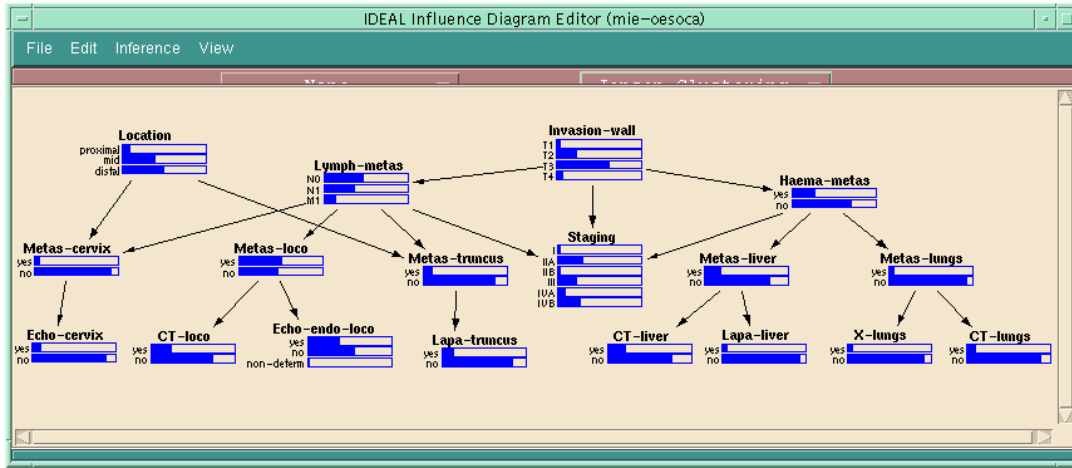 IDEAL Influence Diagram Editor (mie-oesoca)
File Edit Inference View
Location
proximal
mid
distal
Invasion-wall
T1
T2
T3
T4
Lymph-metas
N0
N1
M1
Haema-metas
yes
no
Metas-cervix
yes
no
Metas-loco
yes
no
Metas-truncus
yes
no
Staging
I
IIA
IIB
III
IVA
IVB
Metas-liver
yes
no
Metas-lungs
yes
no
Echo-cervix
yes
no
CT-loco
yes
no
Echo-endo-loco
yes
no
non-determ
Lapa-truncus
yes
no
CT-liver
yes
no
Lapa-liver
yes
no
X-lungs
yes
no
CT-lungs
yes
no